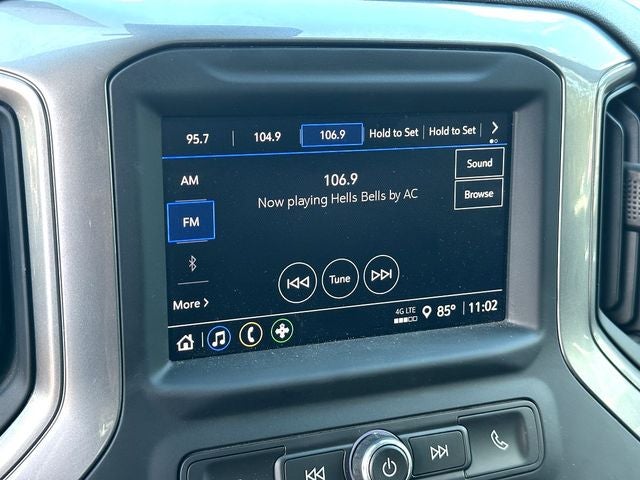 95.7 104.9 106.9 Hold to Set Hold to Set
AM
106.9
Sound
Now playing Hells Bells by AC
Browse
FM
Tune
More
4G LTE 85° 11:02